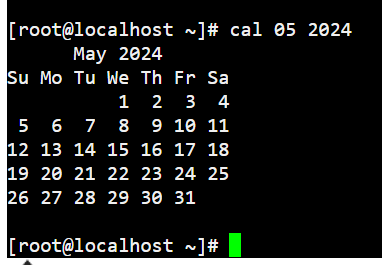 [root@localhost ~]# cal 05 2024
      May 2024
Su Mo Tu We Th Fr Sa
          1  2  3  4
 5  6  7  8  9 10 11
12 13 14 15 16 17 18
19 20 21 22 23 24 25
26 27 28 29 30 31
[root@localhost ~]#